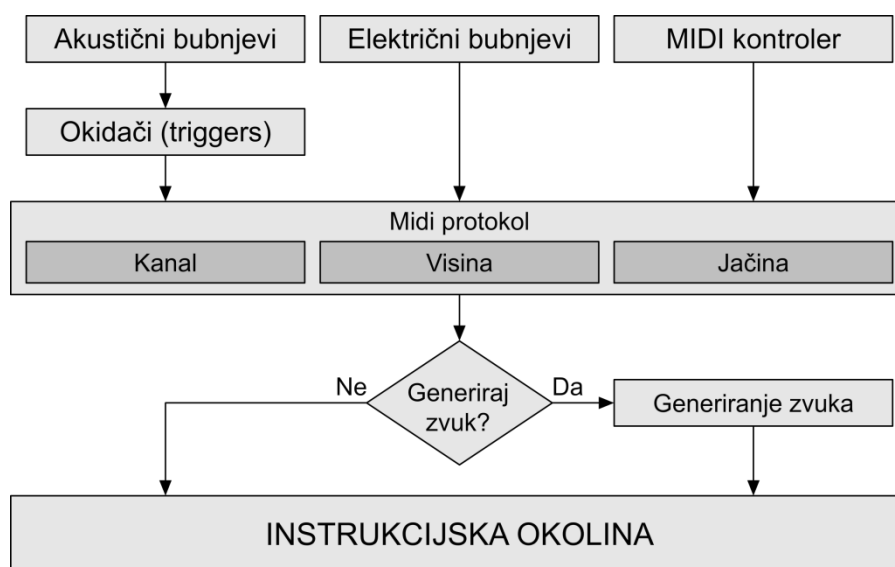 Akustični bubnjevi
Električni bubnjevi
MIDI kontroler
Okidači (triggers)
Midi protokol
Kanal
Visina
Jačina
Ne
Generiraj
zvuk?
Da
Generiranje zvuka
INSTRUKCIJSKA OKOLINA